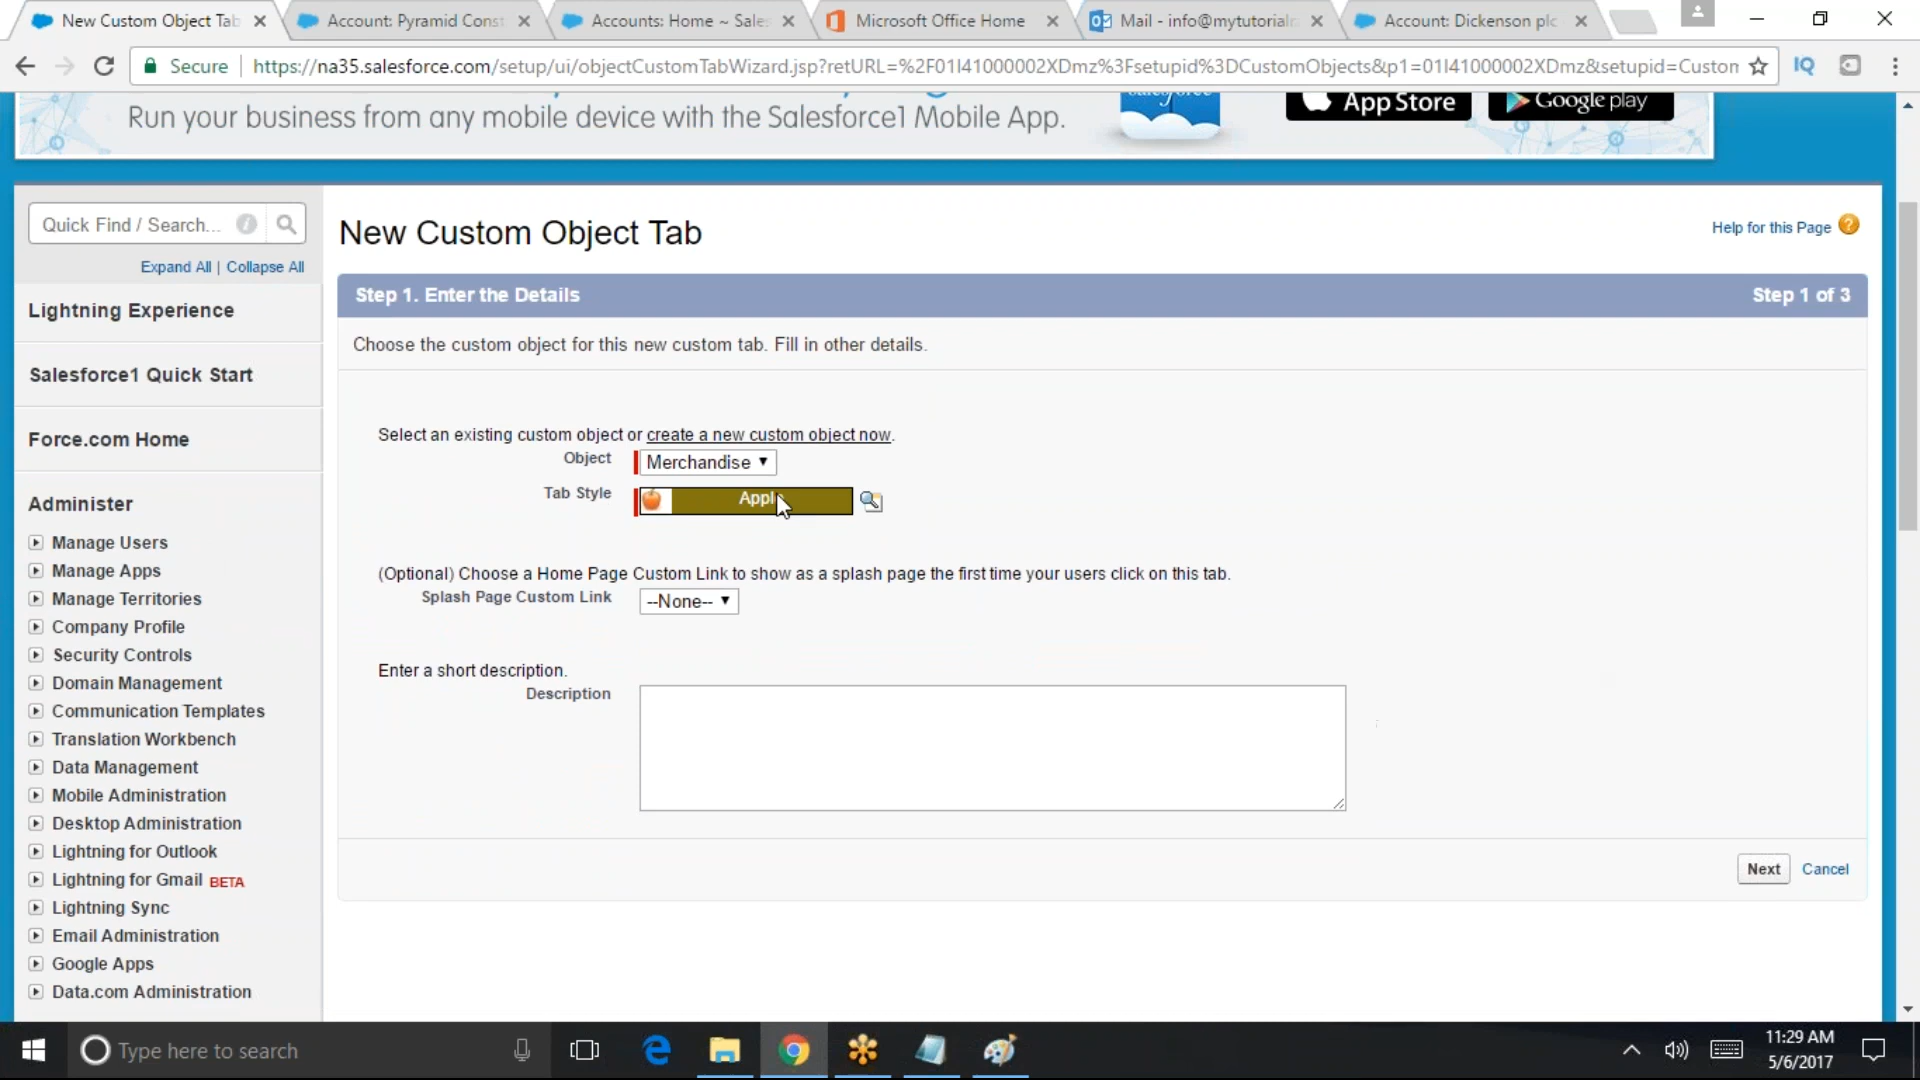 New Custom Object Tab
Account: Pyramid Const
Accounts: Home ~ Sales
Microsoft Office Home
Mail - info@mytutorialr
Account: Dickenson plc
Secure
https://na35.salesforce.com/setup/ui/objectCustomTabWizard.jsp?retURL=%2F01I41000002XDmz%3Fsetupid%3DCustomObjects&p1=01I41000002XDmz&setupid=Custom
IQ
Run your business from any mobile device with the Salesforce1 Mobile App.
salesforce
App Store
Google play
Quick Find / Search...
Expand All | Collapse All
Lightning Experience
Salesforce1 Quick Start
Force.com Home
Administer
Manage Users
Manage Apps
Manage Territories
Company Profile
Security Controls
Domain Management
Communication Templates
Translation Workbench
Data Management
Mobile Administration
Desktop Administration
Lightning for Outlook
Lightning for Gmail BETA
Lightning Sync
Email Administration
Google Apps
Data.com Administration
New Custom Object Tab
Help for this Page ?
Step 1. Enter the Details
Step 1 of 3
Choose the custom object for this new custom tab. Fill in other details.
Select an existing custom object or create a new custom object now.
Object
Merchandise
Tab Style
Appl
(Optional) Choose a Home Page Custom Link to show as a splash page the first time your users click on this tab.
Splash Page Custom Link
--None--
Enter a short description.
Description
Next
Cancel
Type here to search
11:29 AM
5/6/2017